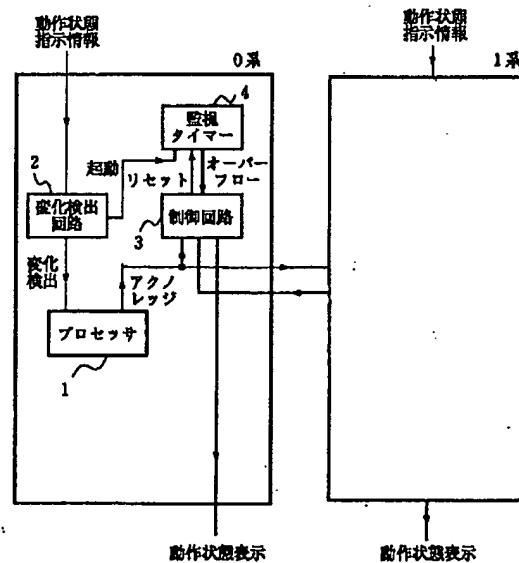 動作状態
指示情報
動作状態
指示情報
0系
1系
4
監視
タイマー
起動
リセット
オーバー
フロー
2
変化検出
回路
制御回路
3
変化
検出
アクノ
レッジ
プロセッサ
1
動作状態表示
動作状態表示